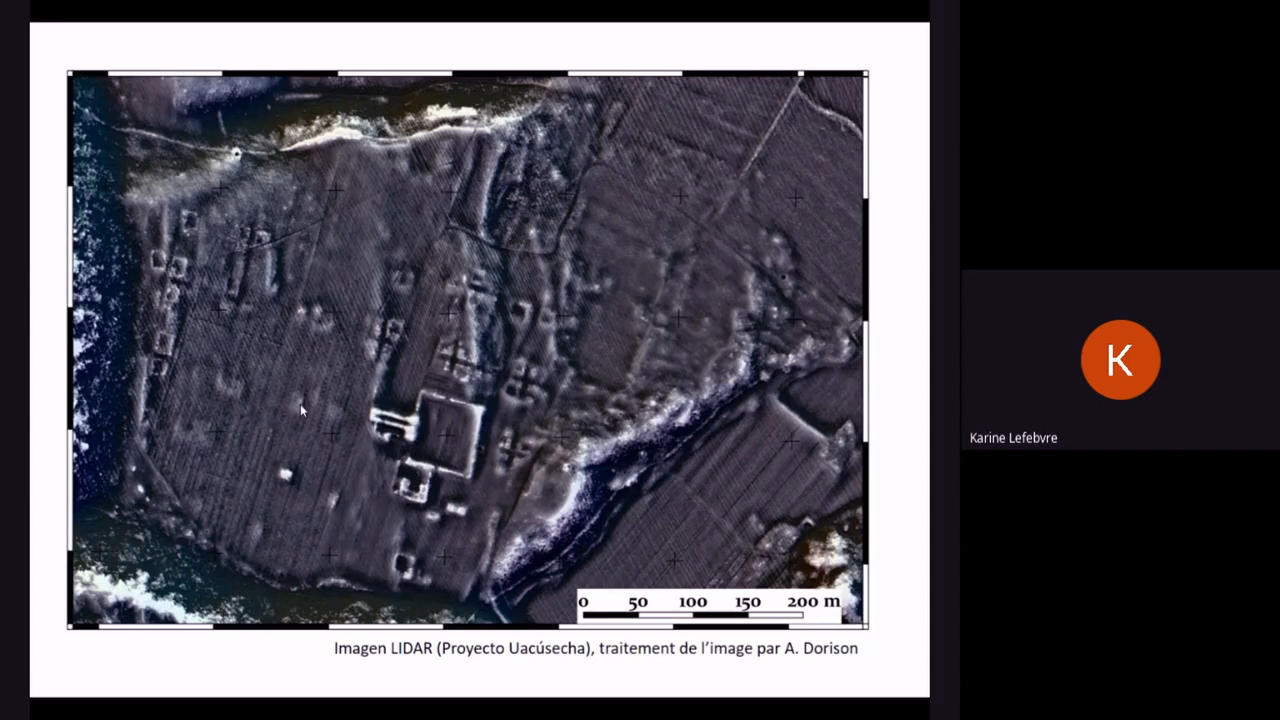 0 50 100 150 200 m
Imagen LIDAR (Proyecto Uacúsecha), traitement de l'image par A. Dorison
K
Karine Lefebvre